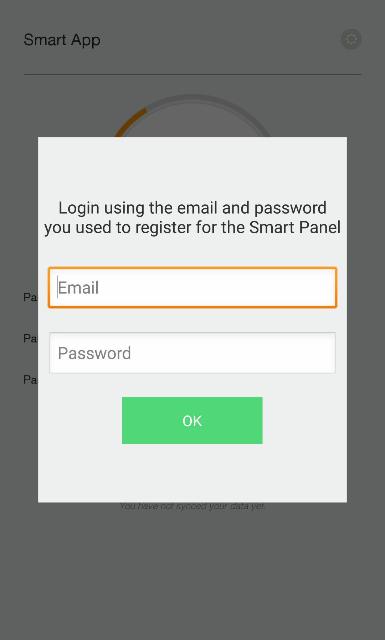 Smart App
Login using the email and password
you used to register for the Smart Panel
Email
Pa
Pa
Password
Pa
OK
You have not synced your data yet.